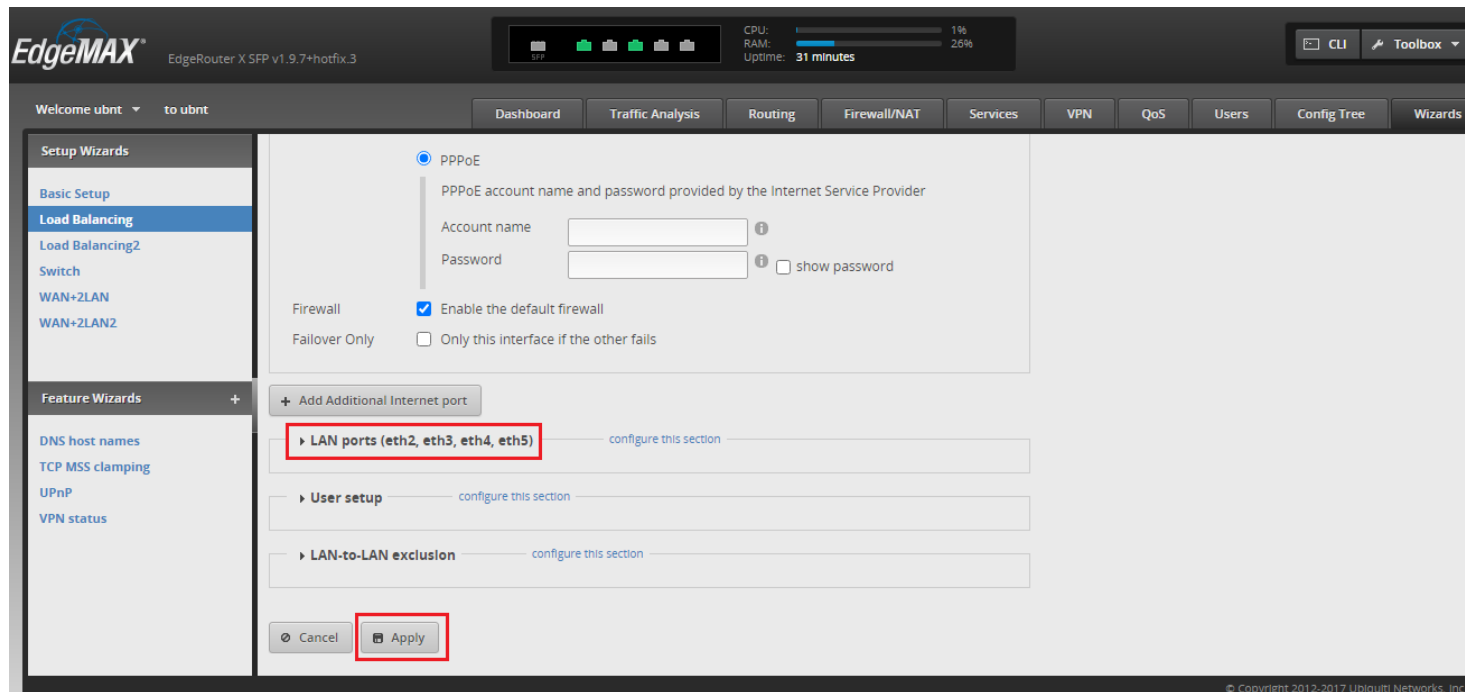 EdgeMAX®
EdgeRouter X SFP v1.9.7+hotfix.3
SFP
CPU: 1%
RAM: 26%
Uptime: 31 minutes
CLI
Toolbox
Welcome ubnt to ubnt
Dashboard Traffic Analysis Routing Firewall/NAT Services VPN QoS Users Config Tree Wizards
Setup Wizards
Basic Setup
Load Balancing
Load Balancing2
Switch
WAN+2LAN
WAN+2LAN2
Feature Wizards +
DNS host names
TCP MSS clamping
UPnP
VPN status
PPPoE
PPPoE account name and password provided by the Internet Service Provider
Account name
Password show password
Firewall Enable the default firewall
Failover Only Only this interface if the other fails
+ Add Additional Internet port
LAN ports (eth2, eth3, eth4, eth5) configure this section
User setup configure this section
LAN-to-LAN exclusion configure this section
Cancel Apply
© Copyright 2012-2017 Ubiquiti Networks, Inc